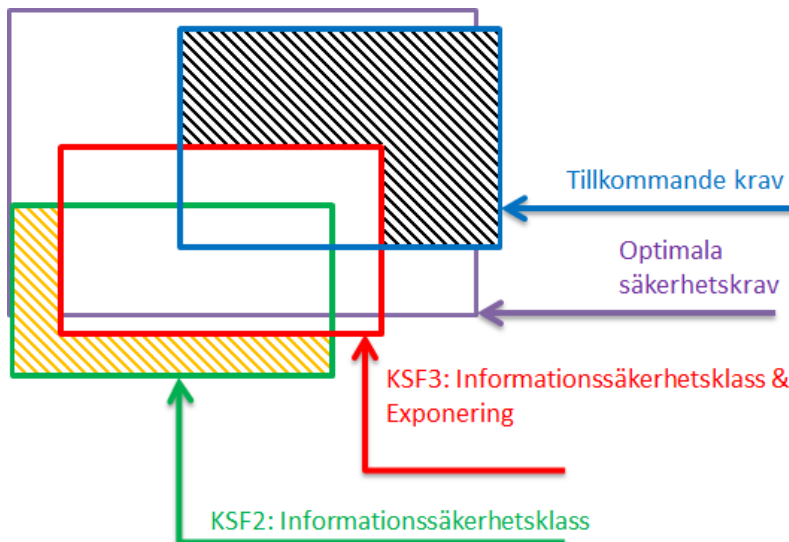 Tillkommande krav
Optimala
säkerhetskrav
KSF3: Informationssäkerhetsklass &
Exponering
KSF2: Informationssäkerhetsklass